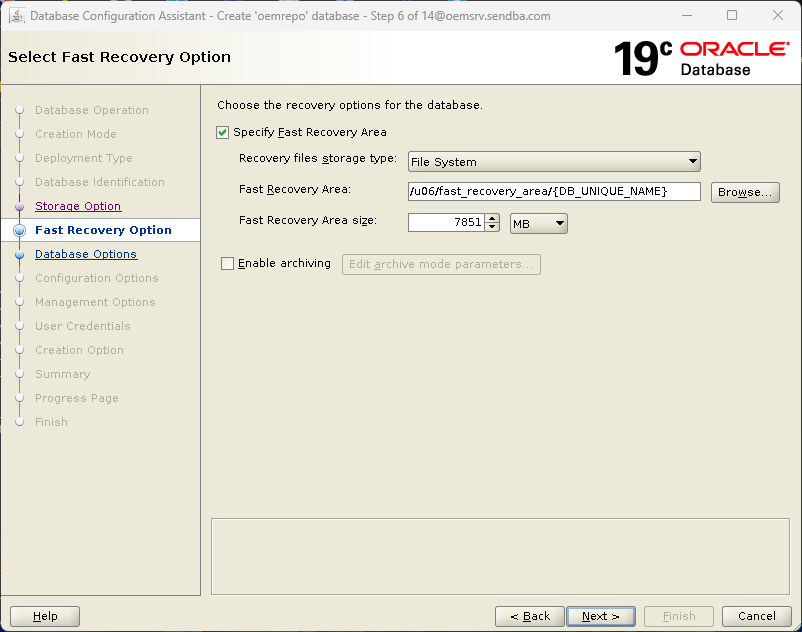 Database Configuration Assistant - Create 'oemrepo' database - Step 6 of 14@oemsrv.sendba.com
Select Fast Recovery Option
19c ORACLE
Database
Database Operation
Creation Mode
Deployment Type
Database Identification
Storage Option
Fast Recovery Option
Database Options
Configuration Options
Management Options
User Credentials
Creation Option
Summary
Progress Page
Finish
Choose the recovery options for the database.
Specify Fast Recovery Area
Recovery files storage type: File System
Fast Recovery Area: /u06/fast_recovery_area/{DB_UNIQUE_NAME} Browse...
Fast Recovery Area size: 7851 MB
Enable archiving Edit archive mode parameters...
Help < Back Next > Finish Cancel